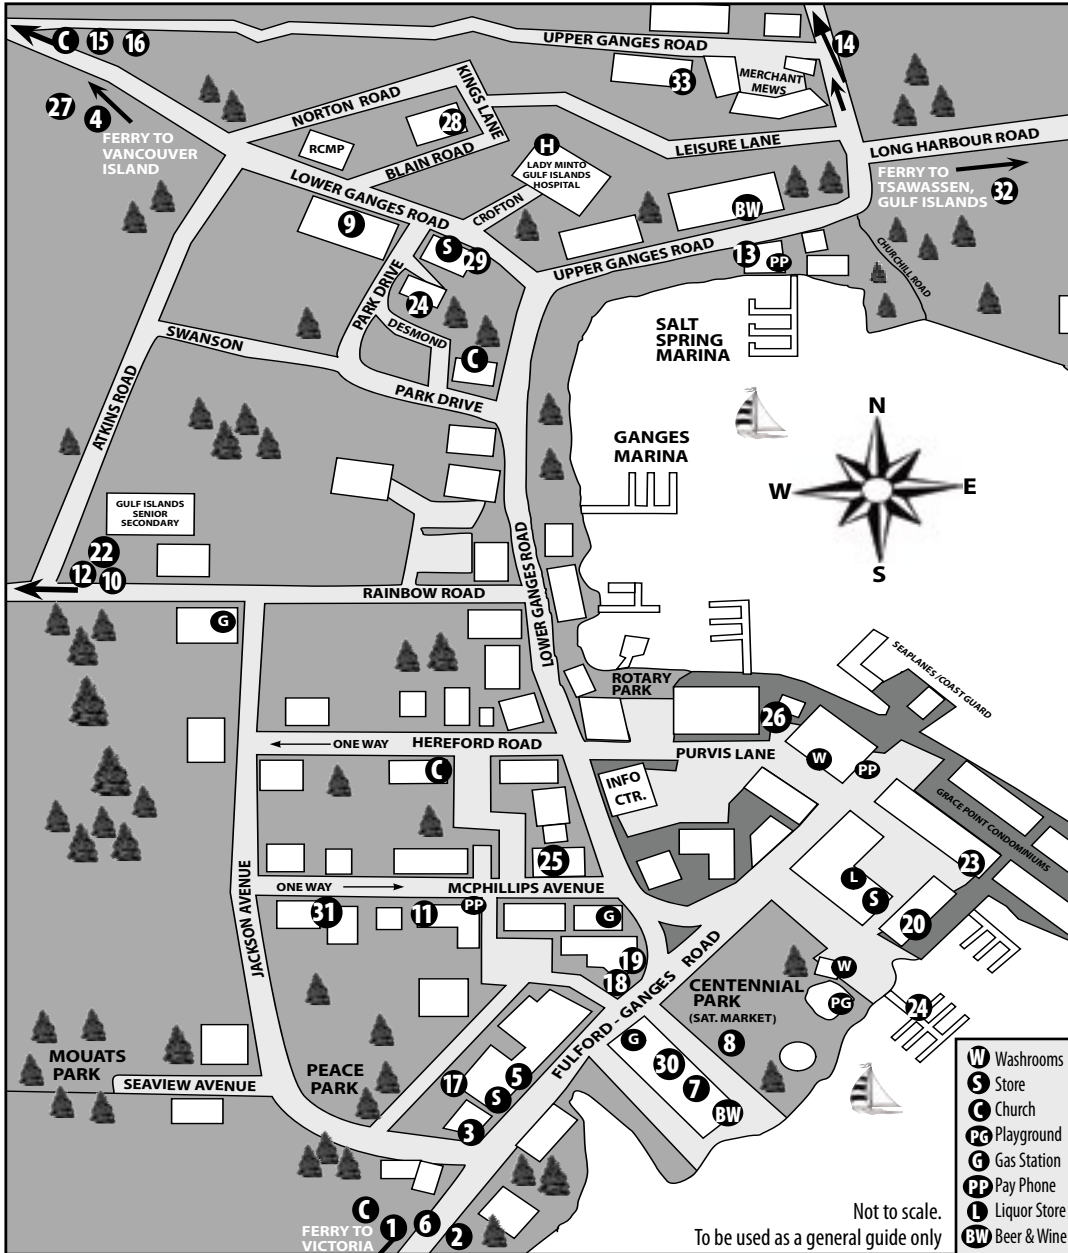 UPPER GANGES ROAD
C 15 16
14
33
MERCHANT
MEWS
KINGS LANE
NORTON ROAD
27 4
FERRY TO
VANCOUVER
ISLAND
28
RCMP
BLAIN ROAD
H
LADY MINTO
GULF ISLANDS
HOSPITAL
LEISURE LANE
LONG HARBOUR ROAD
FERRY TO
TSAWASSEN,
GULF ISLANDS
32
LOWER GANGES ROAD
CROFTON
BW
9
S 29
UPPER GANGES ROAD
13 PP
CHURCHILL ROAD
PARK DRIVE
24
DESMOND
C
SALT
SPRING
MARINA
SWANSON
PARK DRIVE
ATKINS ROAD
GANGES
MARINA
N
W E
S
GULF ISLANDS
SENIOR
SECONDARY
22
12 10
RAINBOW ROAD
LOWER GANGES ROAD
G
ROTARY
PARK
SEAPLANES/COAST GUARD
26
ONE WAY
HEREFORD ROAD
PURVIS LANE
W
PP
C
INFO
CTR.
GRACE POINT CONDOMINIUMS
25
23
ONE WAY
MCPHILLIPS AVENUE
L
S
PP
31
11
G
20
JACKSON AVENUE
19
18
FULFORD - GANGES ROAD
CENTENNIAL
PARK
(SAT. MARKET)
W
PG
24
8
G
30
7
BW
MOUATS
PARK
SEAVIEW AVENUE
PEACE
PARK
17
5
S
3
C
1
6
2
FERRY TO
VICTORIA
W Washrooms
S Store
C Church
PG Playground
G Gas Station
PP Pay Phone
L Liquor Store
BW Beer & Wine
Not to scale.
To be used as a general guide only